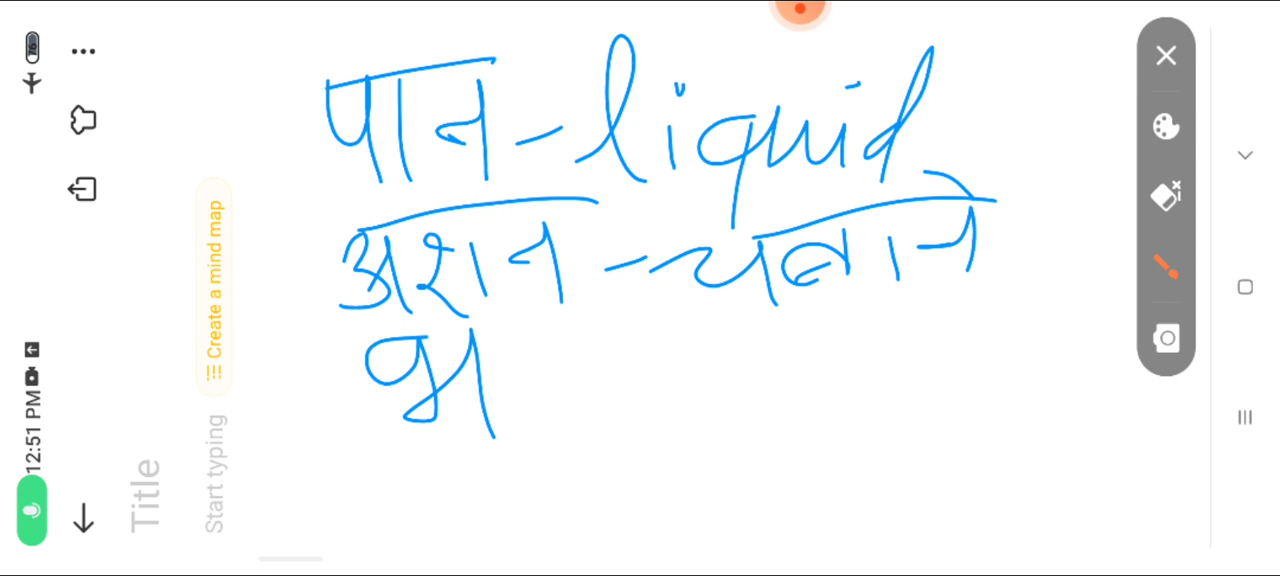 पान - liquid
अशन - चबाने
12:51 PM
Title
Start typing
Create a mind map